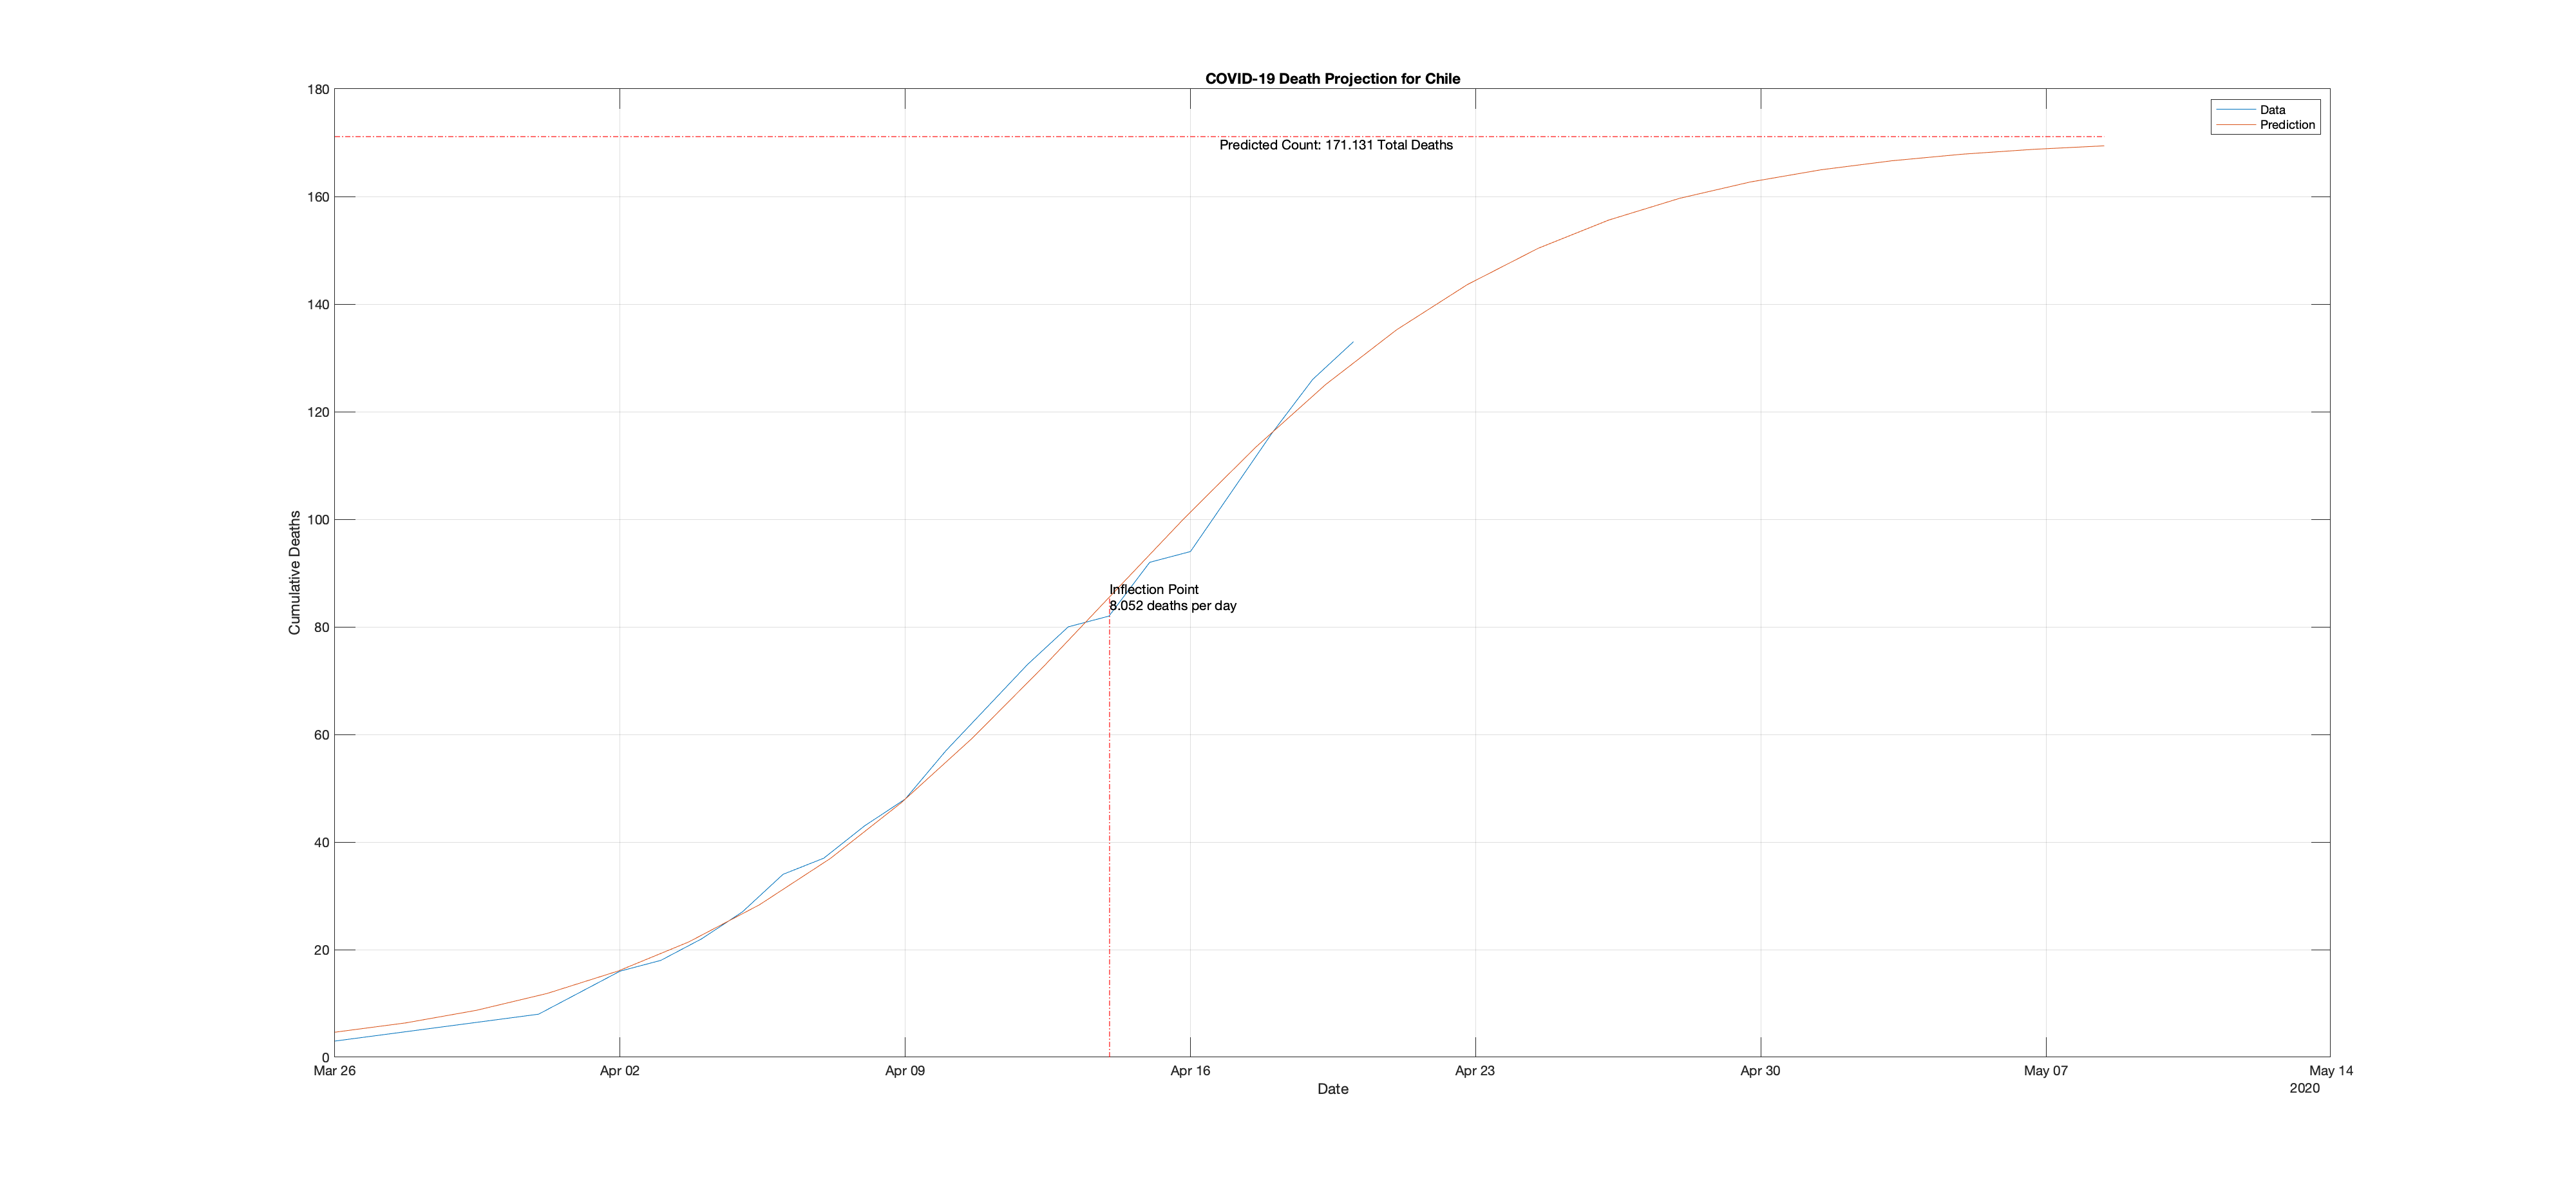 COVID-19 Death Projection for Chile
180
160
140
120
100
80
60
40
20
0
Cumulative Deaths
Data
Prediction
Predicted Count: 171.131 Total Deaths
Inflection Point
8.052 deaths per day
Mar 26 Apr 02 Apr 09 Apr 16 Apr 23 Apr 30 May 07 May 14
Date
2020